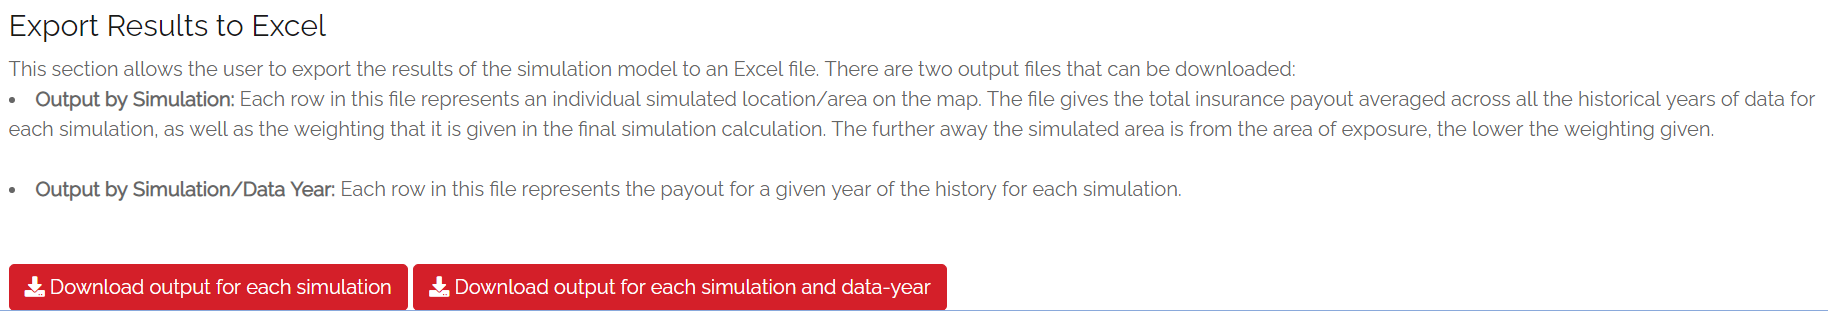 Export Results to Excel
This section allows the user to export the results of the simulation model to an Excel file. There are two output files that can be downloaded:
• Output by Simulation: Each row in this file represents an individual simulated location/area on the map. The file gives the total insurance payout averaged across all the historical years of data for
each simulation, as well as the weighting that it is given in the final simulation calculation. The further away the simulated area is from the area of exposure, the lower the weighting given.
• Output by Simulation/Data Year: Each row in this file represents the payout for a given year of the history for each simulation.
Download output for each simulation Download output for each simulation and data-year